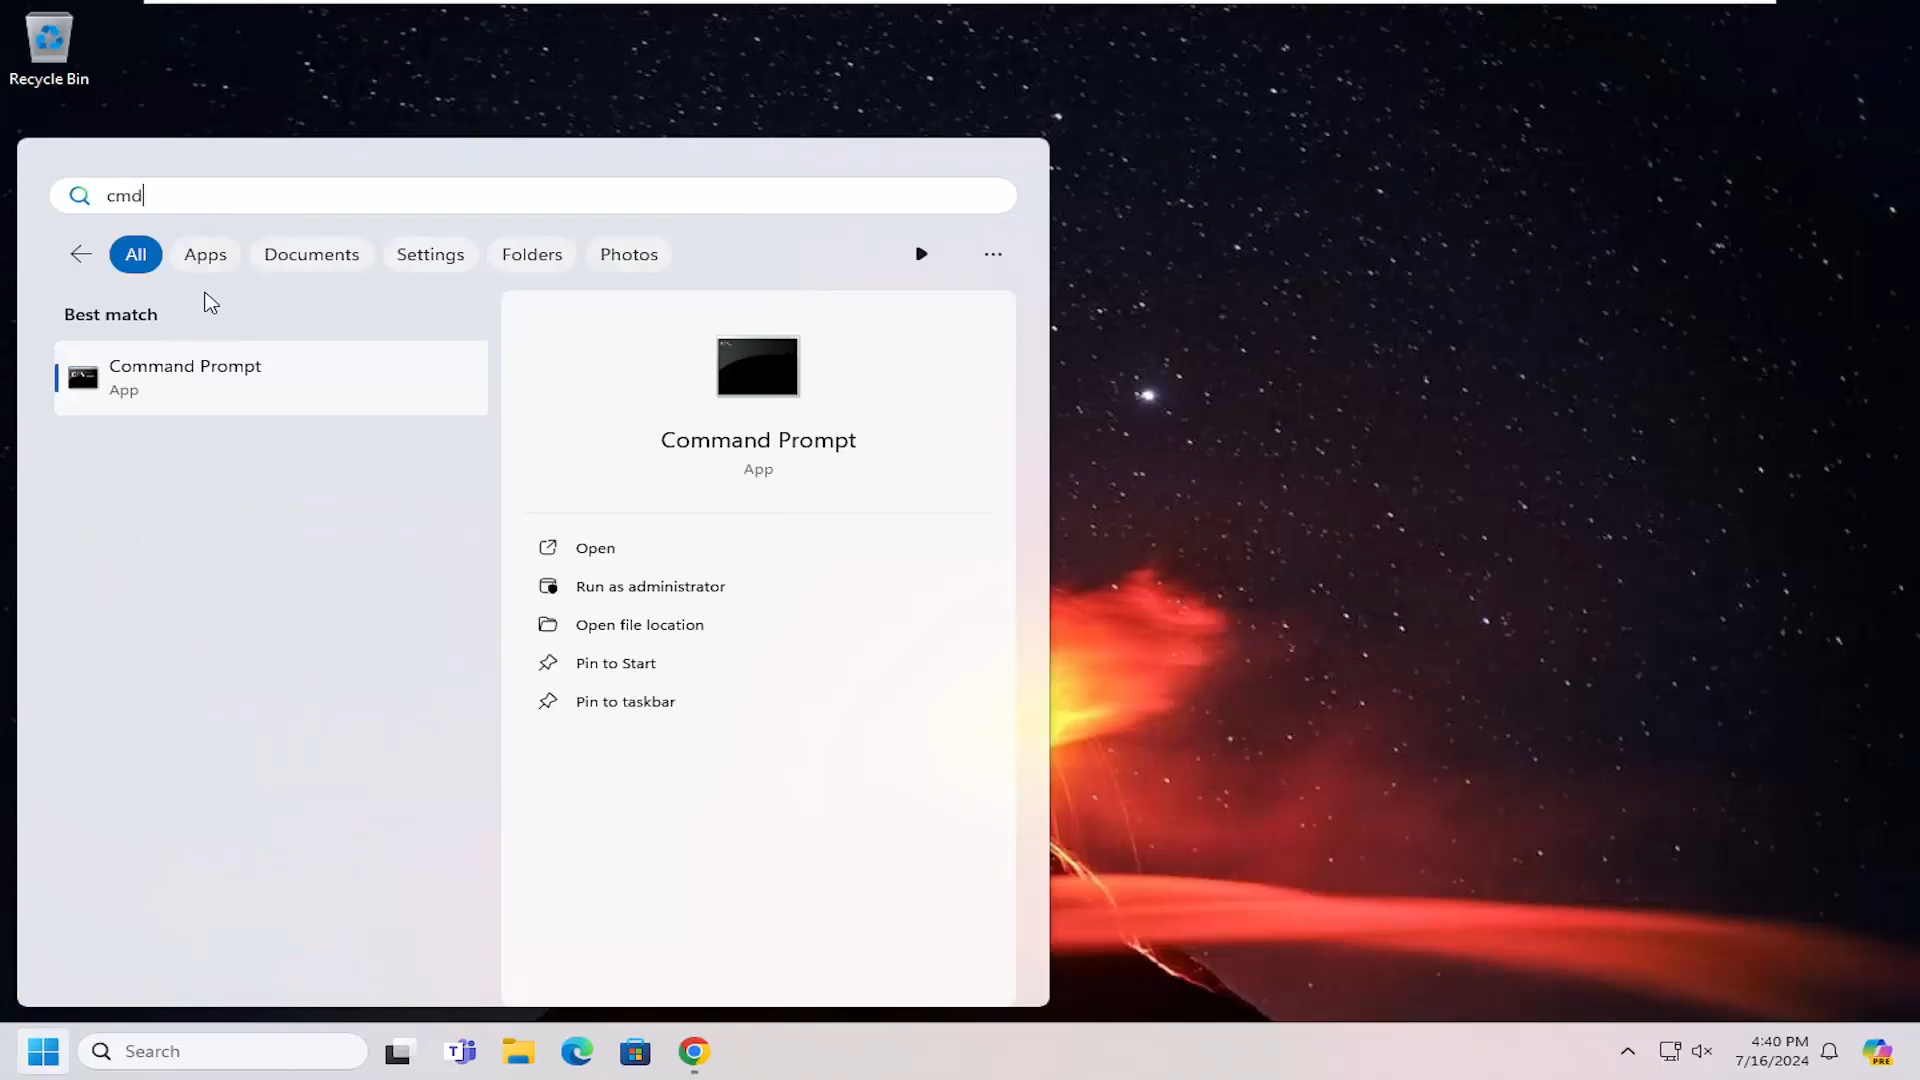 Recycle Bin
cmd
All Apps Documents Settings Folders Photos
Best match
Command Prompt
App
Command Prompt
App
Open
Run as administrator
Open file location
Pin to Start
Pin to taskbar
Search
4:40 PM
7/16/2024
PRE